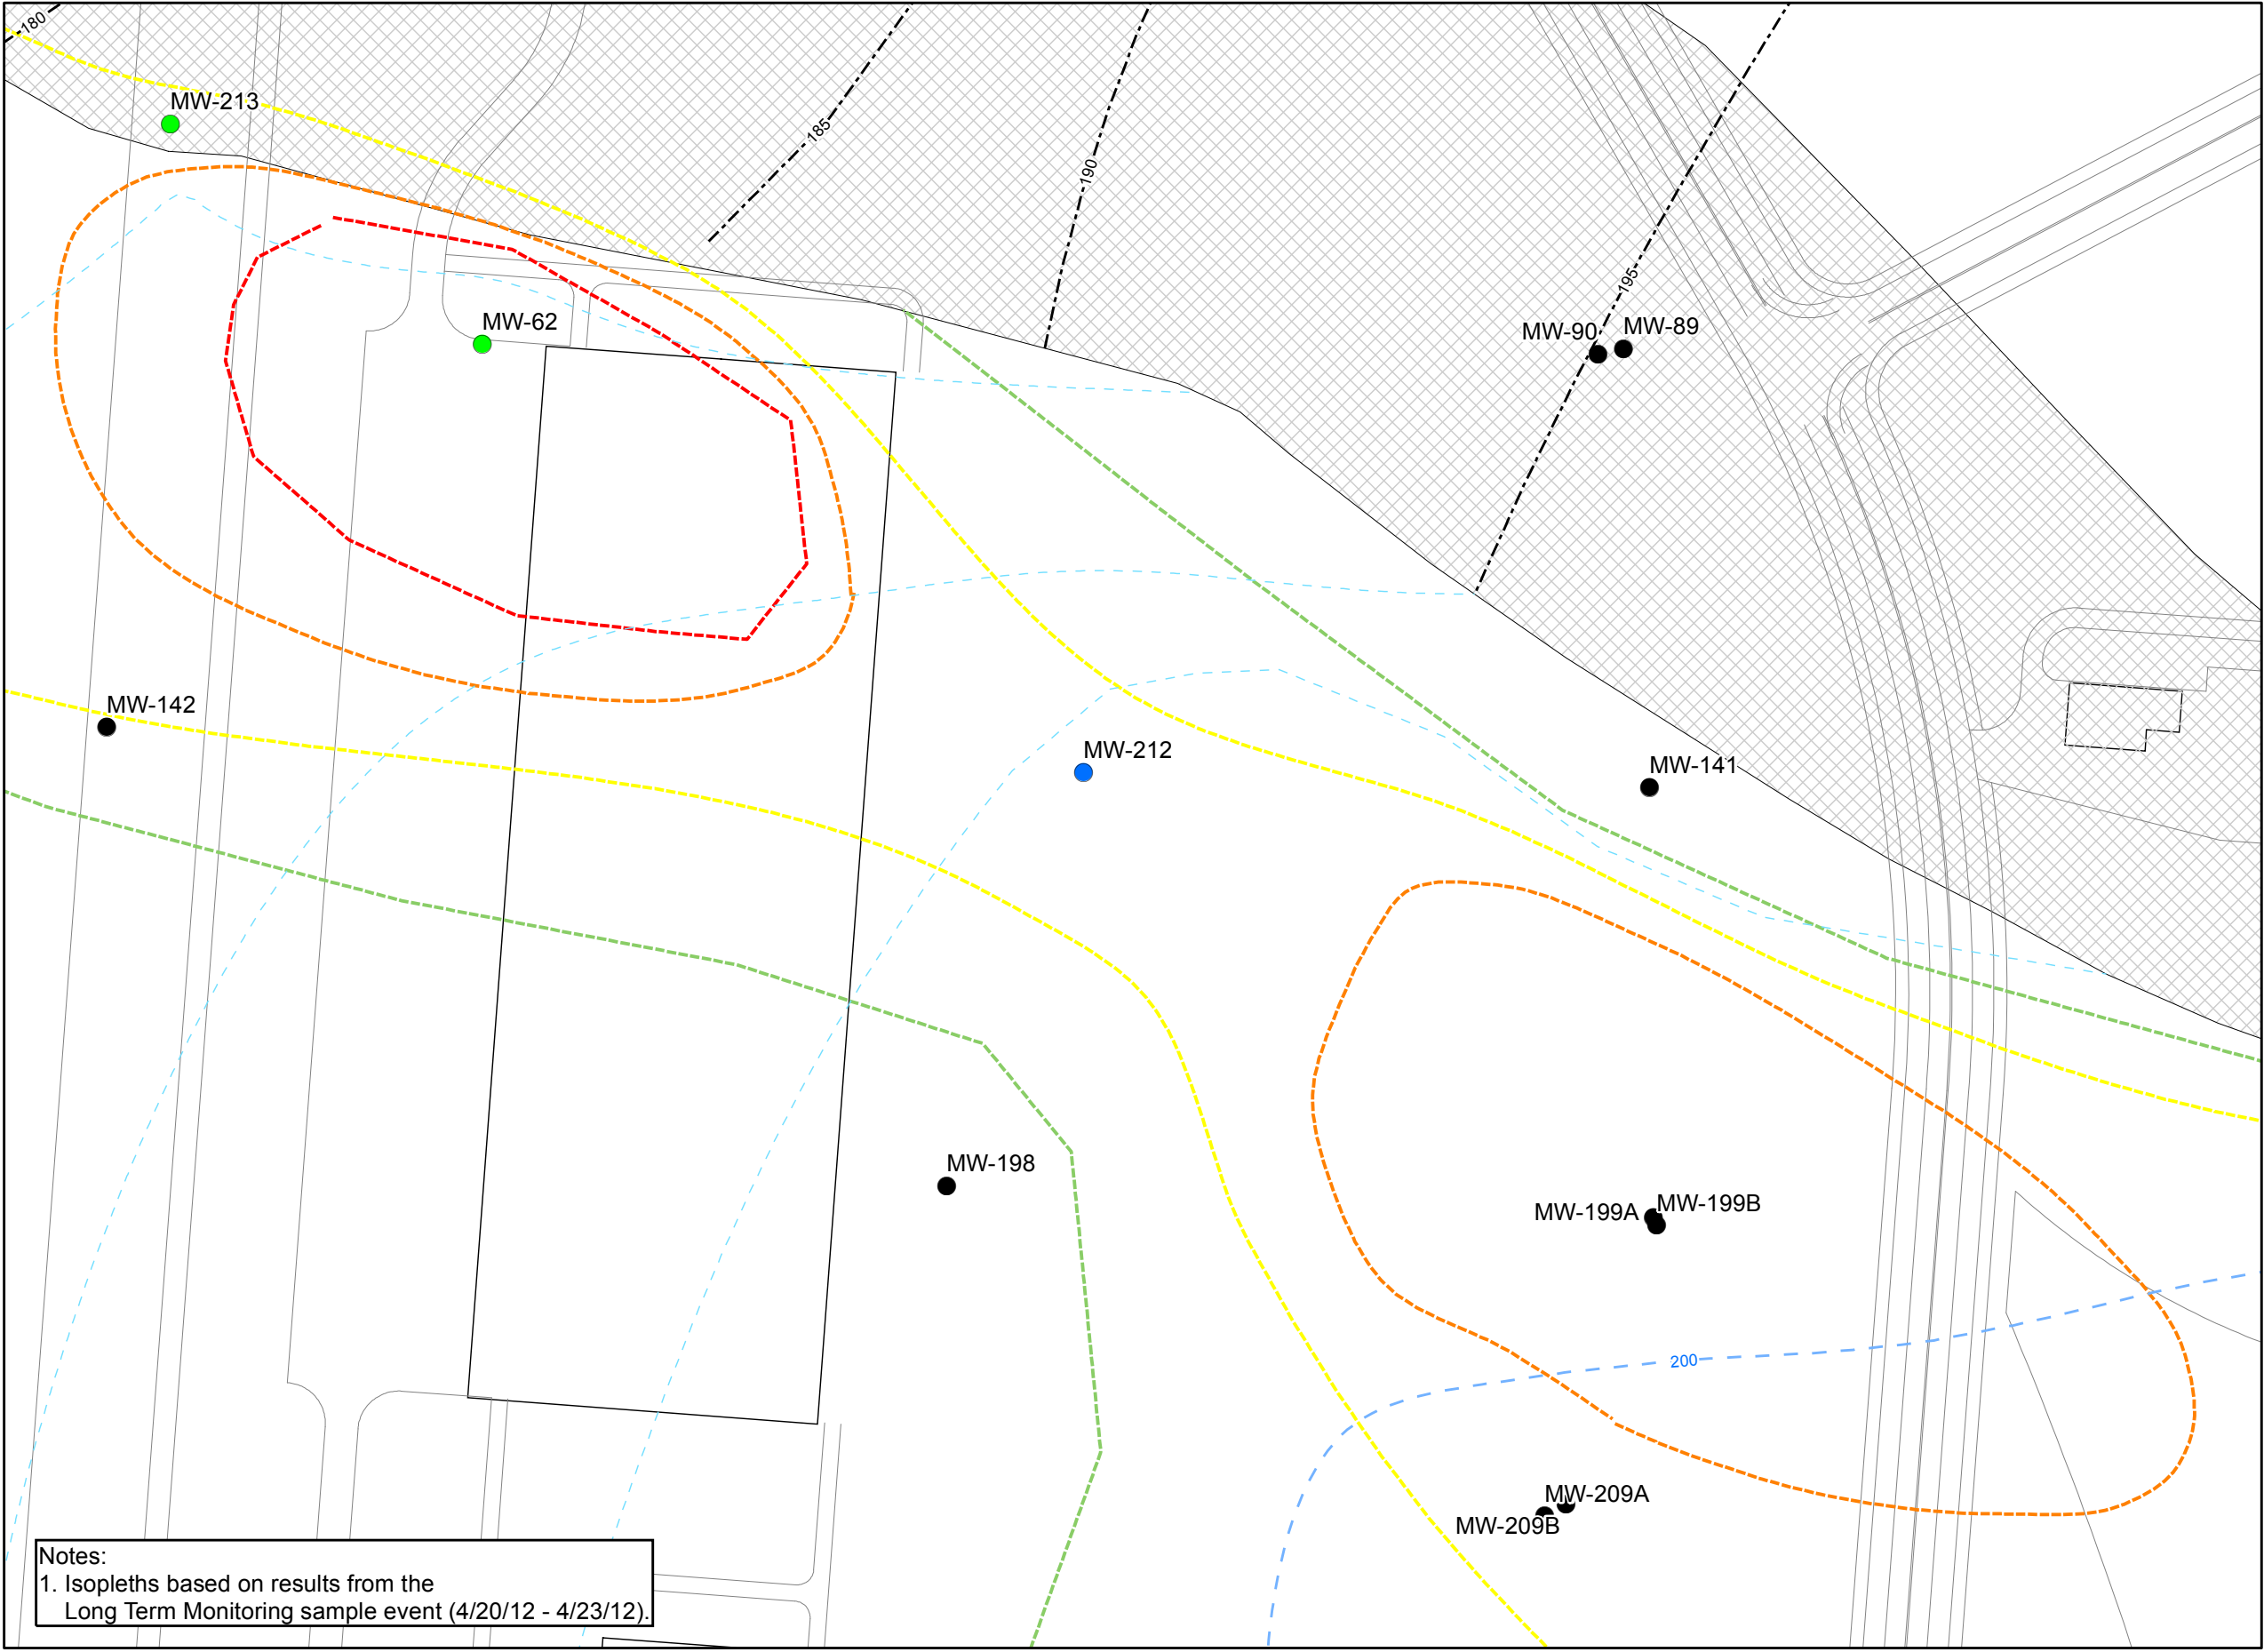 180
MW-213
185
190
195
MW-62
MW-90
MW-89
MW-142
MW-212
MW-141
MW-198
MW-199A
MW-199B
200
MW-209A
MW-209B
Notes:
1. Isopleths based on results from the
Long Term Monitoring sample event (4/20/12 - 4/23/12).